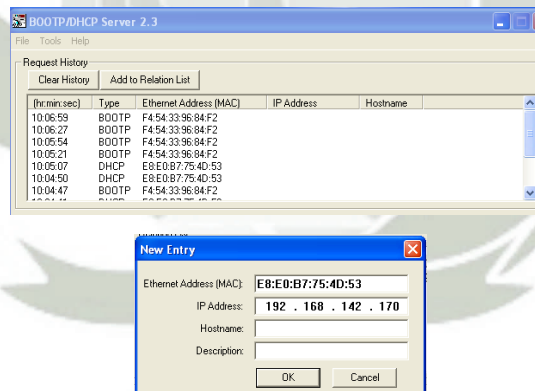 BOOTP/DHCP Server 2.3
File Tools Help
Request History
Clear History Add to Relation List
(hr:min:sec) Type Ethernet Address (MAC) IP Address Hostname
10:06:59 BOOTP F4:54:33:96:84:F2
10:06:27 BOOTP F4:54:33:96:84:F2
10:05:54 BOOTP F4:54:33:96:84:F2
10:05:21 BOOTP F4:54:33:96:84:F2
10:05:07 DHCP E8:E0:B7:75:4D:53
10:04:50 DHCP E8:E0:B7:75:4D:53
10:04:47 BOOTP F4:54:33:96:84:F2
New Entry
Ethernet Address (MAC): E8:E0:B7:75:4D:53
IP Address: 192 . 168 . 142 . 170
Hostname:
Description:
OK Cancel